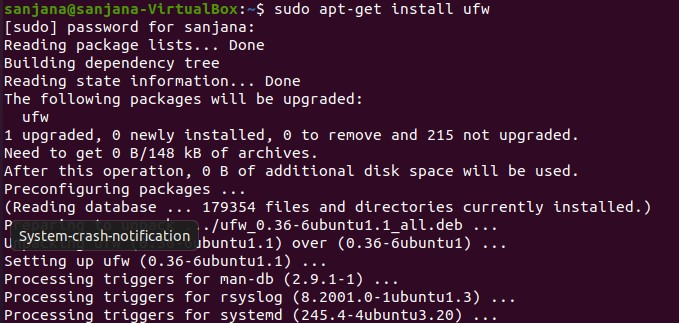 sanjana@sanjana-VirtualBox:~$ sudo apt-get install ufw
[sudo] password for sanjana:
Reading package lists... Done
Building dependency tree
Reading state information... Done
The following packages will be upgraded:
ufw
1 upgraded, 0 newly installed, 0 to remove and 215 not upgraded.
Need to get 0 B/148 kB of archives.
After this operation, 0 B of additional disk space will be used.
Preconfiguring packages ...
(Reading database ... 179354 files and directories currently installed.)
Preparing to unpack .../ufw_0.36-6ubuntu1.1_all.deb ...
System-crash-notification
(0.36-6ubuntu1.1) over (0.36-6ubuntu1) ...
Setting up ufw (0.36-6ubuntu1.1) ...
Processing triggers for man-db (2.9.1-1) ...
Processing triggers for rsyslog (8.2001.0-1ubuntu1.3) ...
Processing triggers for systemd (245.4-4ubuntu3.20) ...